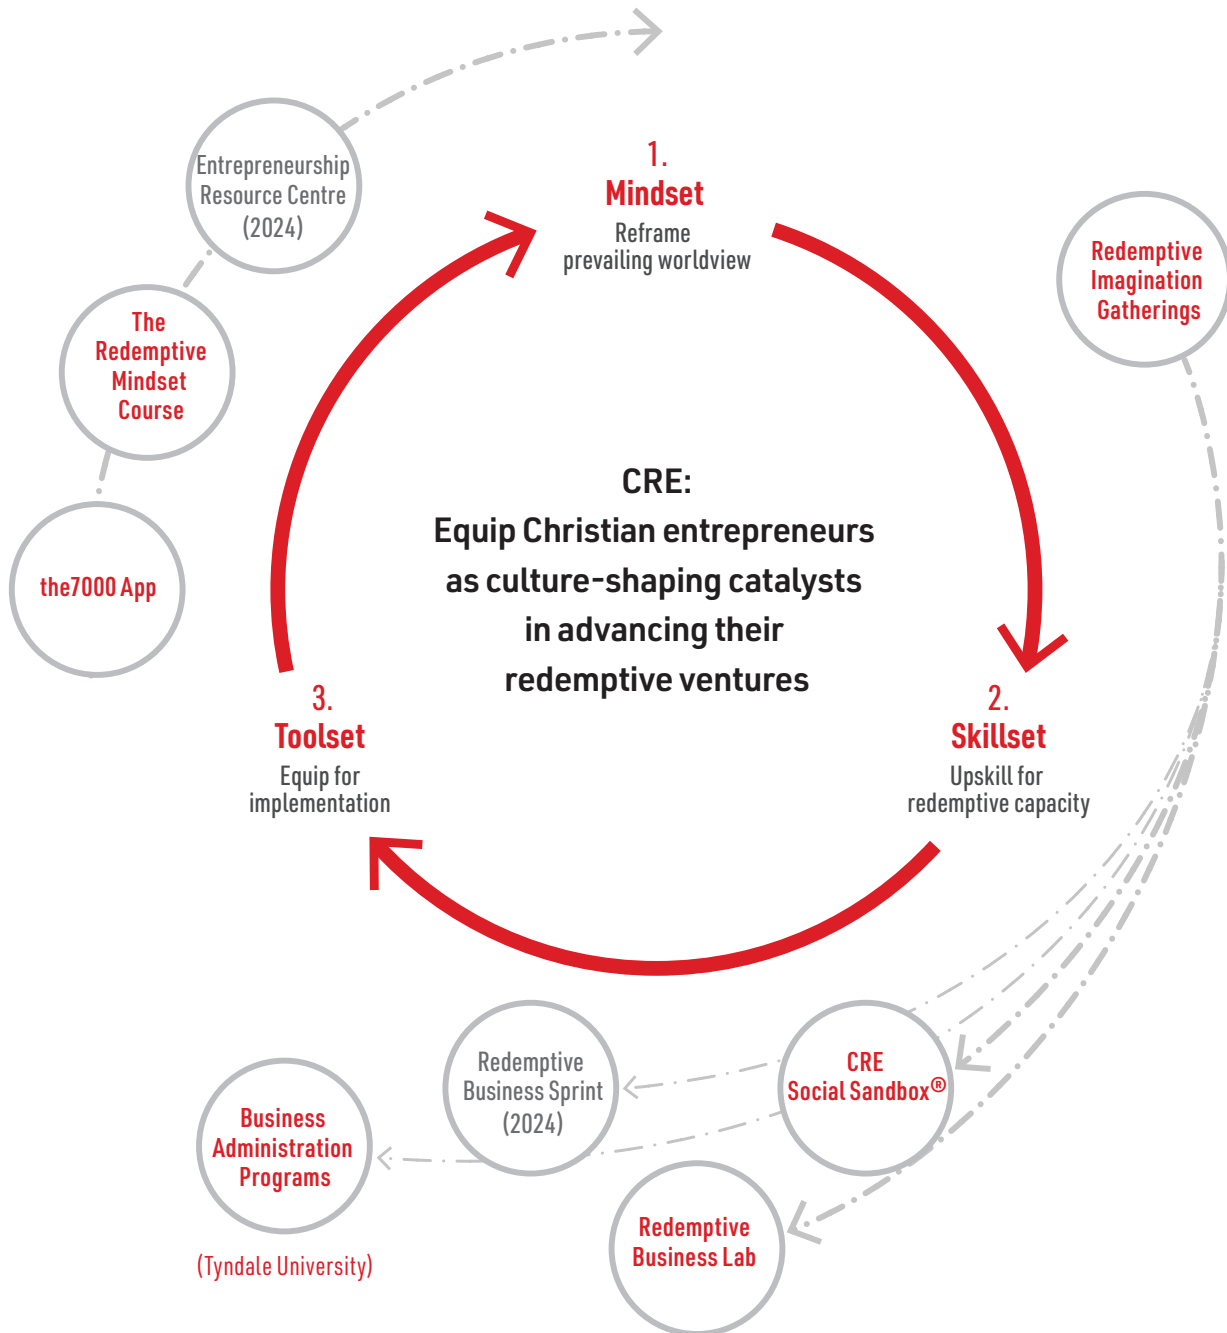 1.
Mindset
Reframe
prevailing worldview
Entrepreneurship
Resource Centre
(2024)
The
Redemptive
Mindset
Course
the7000 App
Redemptive
Imagination
Gatherings
CRE:
Equip Christian entrepreneurs
as culture-shaping catalysts
in advancing their
redemptive ventures
2.
Skillset
Upskill for
redemptive capacity
3.
Toolset
Equip for
implementation
CRE
Social Sandbox®
Redemptive
Business Sprint
(2024)
Business
Administration
Programs
(Tyndale University)
Redemptive
Business Lab